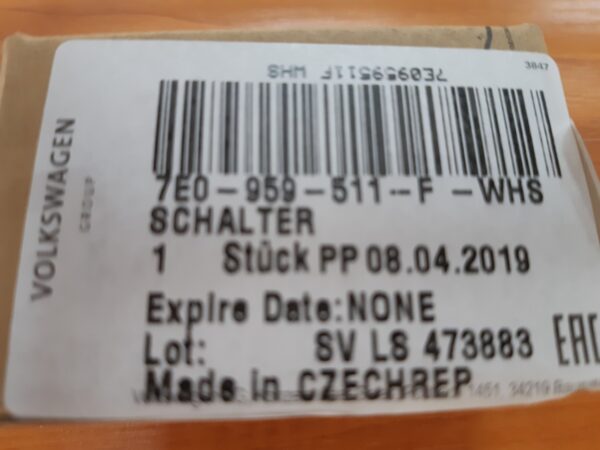 3847
7E0959511F WHS
VOLKSWAGEN
GROUP
7E0-959-511--F -WHS
SCHALTER
1 Stück PP 08.04.2019
Expire Date:NONE
Lot: SV LS 473883
EAC
Made in CZECHREP
34219